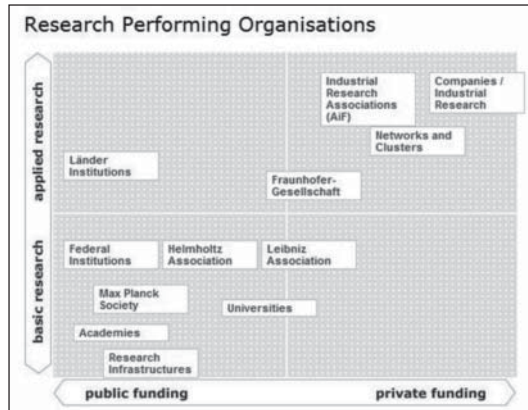 Research Performing Organisations
applied research
basic research
Industrial
Research
Associations
(AiF)
Companies /
Industrial
Research
Networks and
Clusters
Länder
Institutions
Fraunhofer-
Gesellschaft
Federal
Institutions
Helmholtz
Association
Leibniz
Association
Max Planck
Society
Universities
Academies
Research
Infrastructures
public funding
private funding